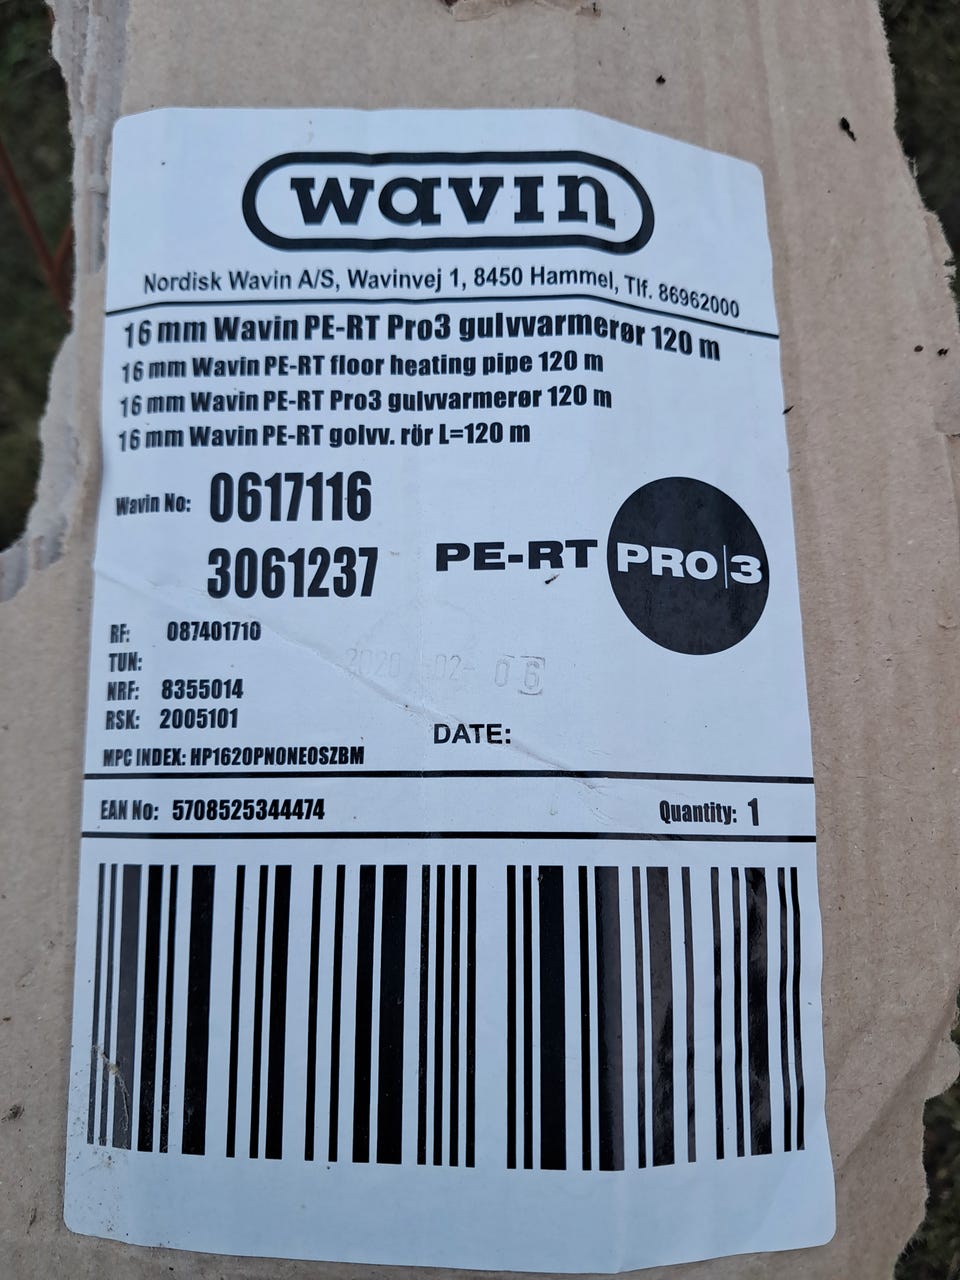 wavin
Nordisk Wavin A/S, Wavinvej 1, 8450 Hammel, Tlf. 86962000
16 mm Wavin PE-RT Pro3 gulvvarmerør 120 m
16 mm Wavin PE-RT floor heating pipe 120 m
16 mm Wavin PE-RT Pro3 gulvvarmerør 120 m
16 mm Wavin PE-RT golvv. rör L=120 m
Wavin No: 0617116
3061237
PE-RT PRO|3
RF: 087401710
TUN:
2020 -02- 06
NRF: 8355014
RSK: 2005101
DATE:
MPC INDEX: HP1620PNONEOSZBM
EAN No: 5708525344474 Quantity: 1